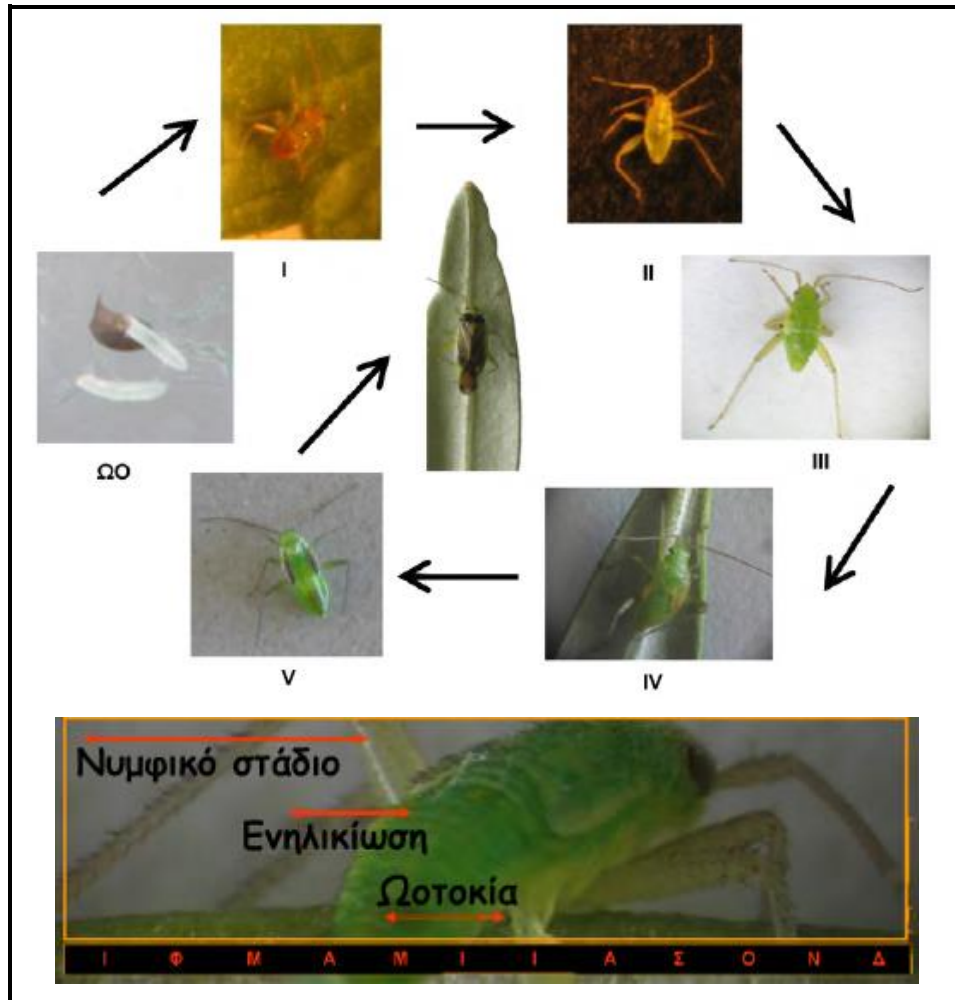 I
II
ΩΟ
III
V
IV
Νυμφικό στάδιο
Ενηλικίωση
Ωοτοκία
Ι Φ Μ Α Μ Ι Ι Α Σ Ο Ν Δ